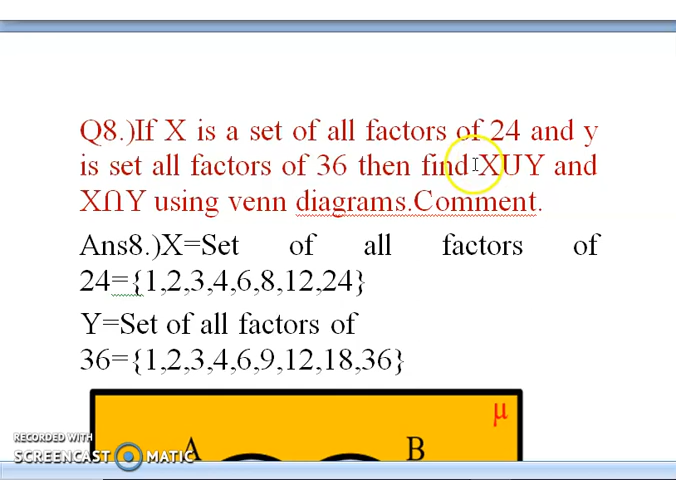 Q8.)If X is a set of all factors of 24 and y
is set all factors of 36 then find XUY and
X∩Y using venn diagrams.Comment.
Ans8.)X=Set of all factors of
24={1,2,3,4,6,8,12,24}
Y=Set of all factors of
36={1,2,3,4,6,9,12,18,36}
μ
A B
RECORDED WITH
SCREENCAST MATIC